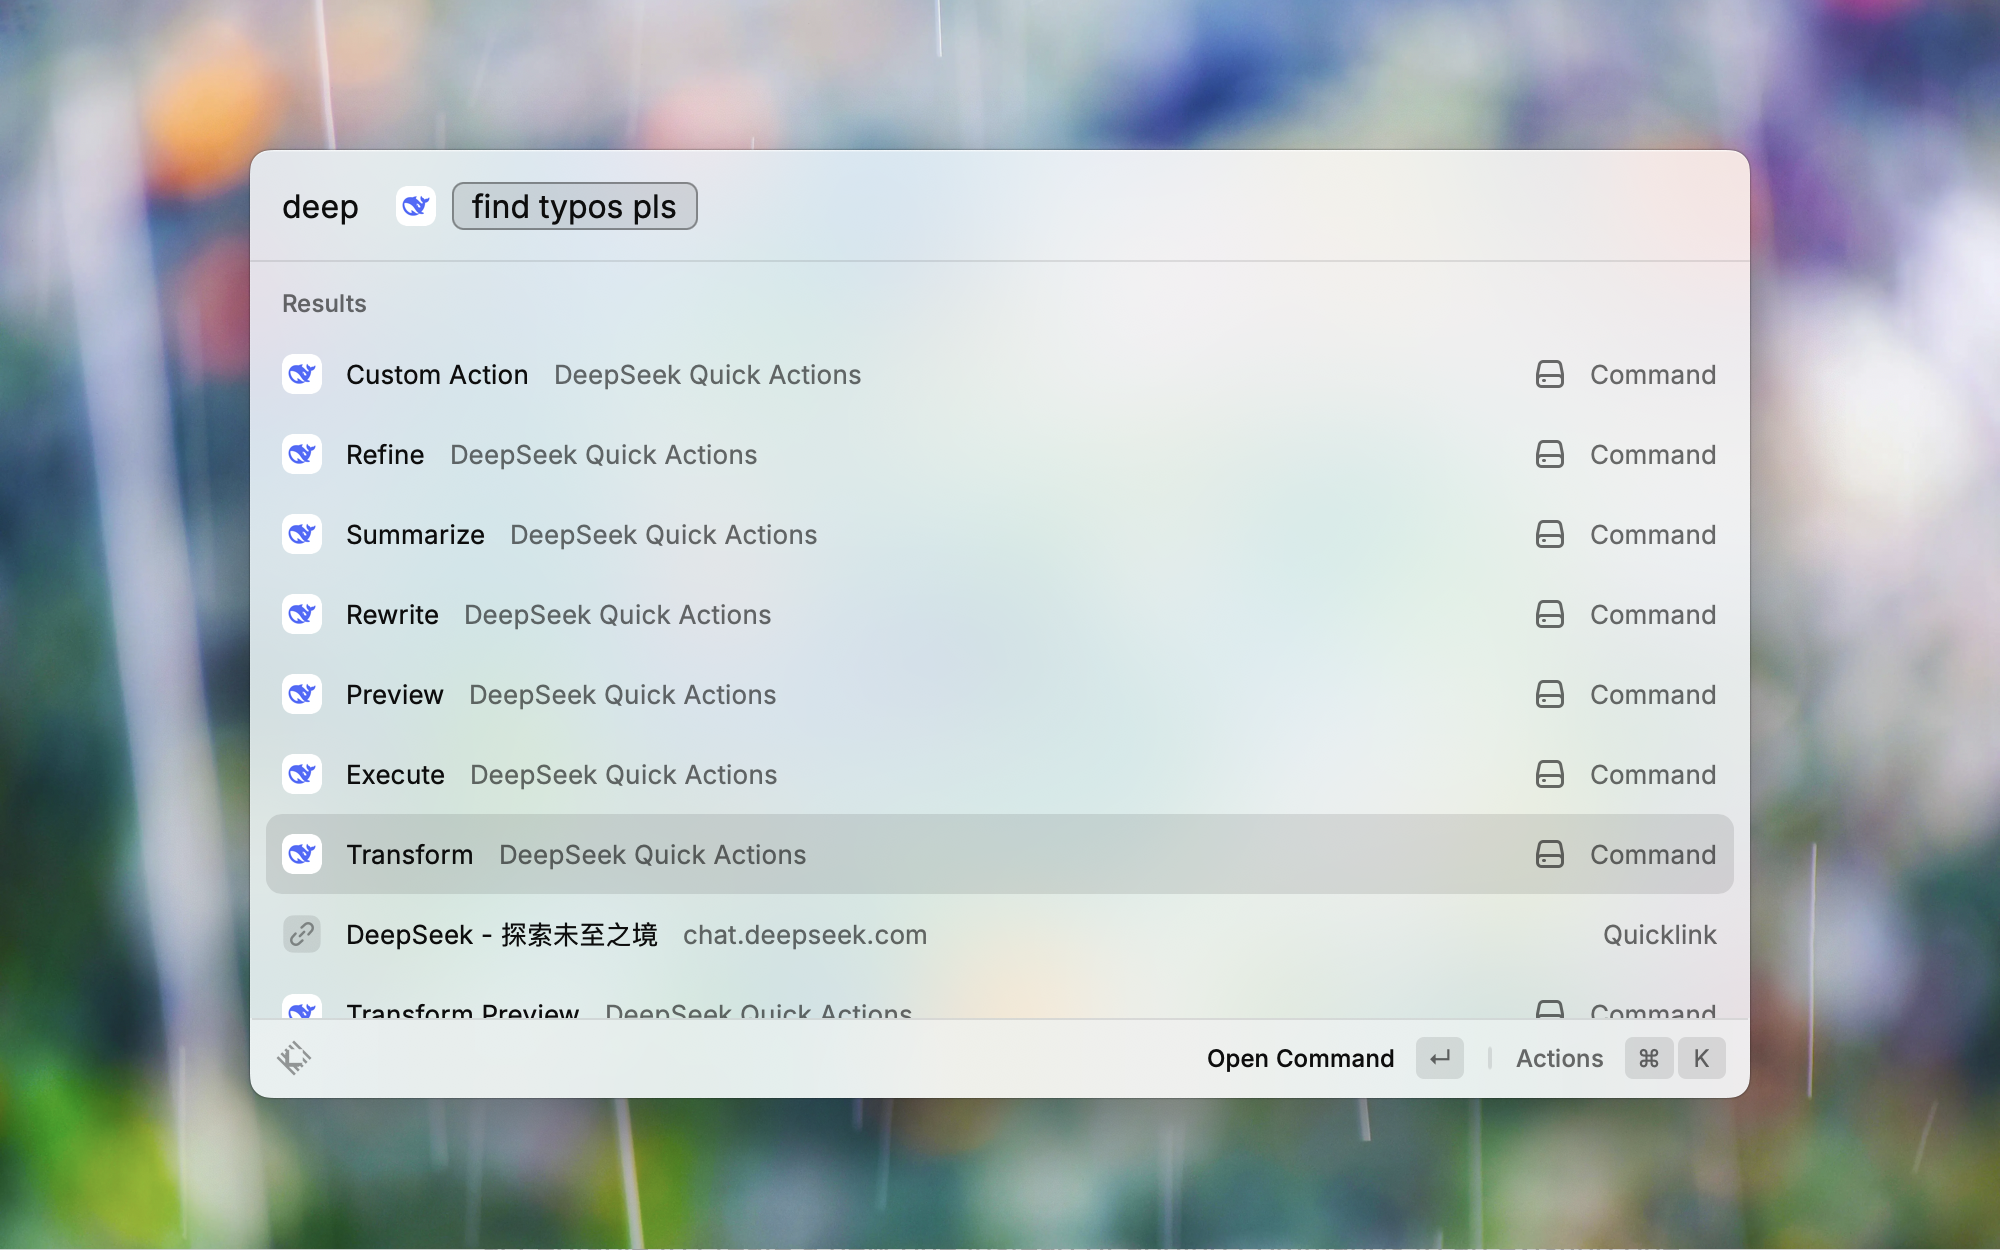 deep find typos pls
Results
Custom Action DeepSeek Quick Actions Command
Refine DeepSeek Quick Actions Command
Summarize DeepSeek Quick Actions Command
Rewrite DeepSeek Quick Actions Command
Preview DeepSeek Quick Actions Command
Execute DeepSeek Quick Actions Command
Transform DeepSeek Quick Actions Command
DeepSeek - 探索未至之境 chat.deepseek.com Quicklink
Transform Preview DeepSeek Quick Actions Command
Open Command ↵ Actions ⌘ K